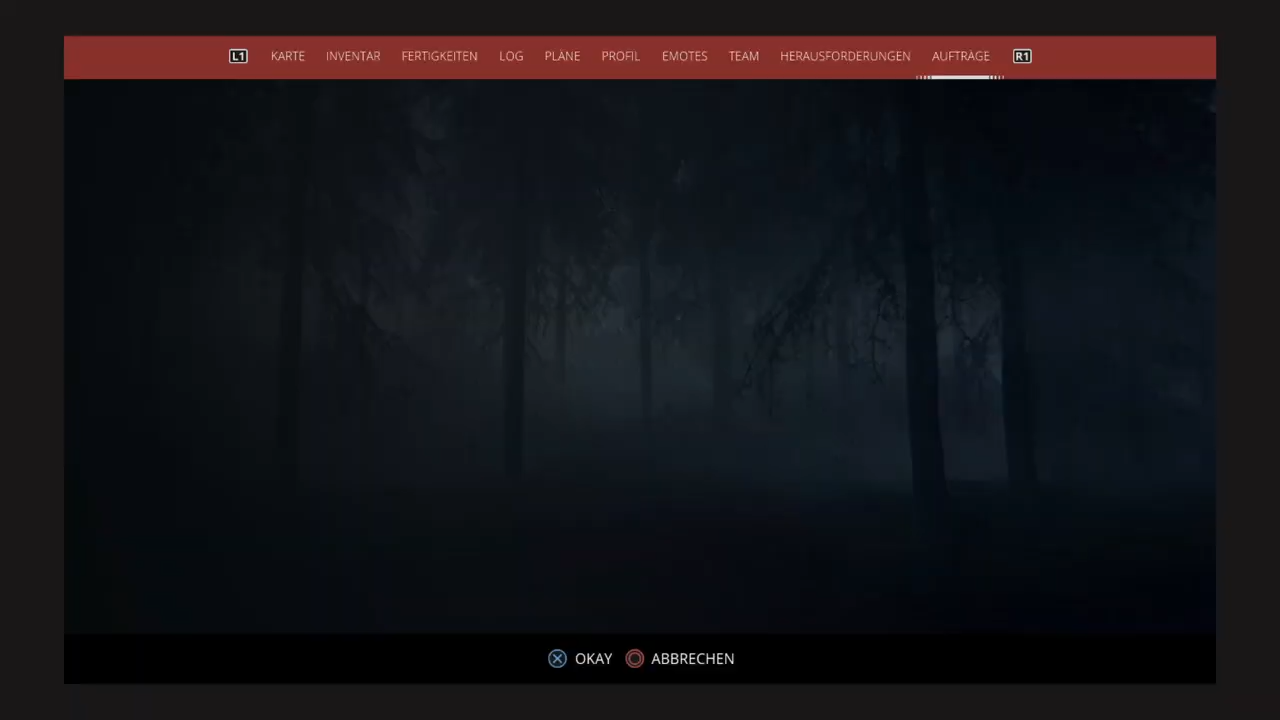 L1 KARTE INVENTAR FERTIGKEITEN LOG PLÄNE PROFIL EMOTES TEAM HERAUSFORDERUNGEN AUFTRÄGE R1
OKAY ABBRECHEN